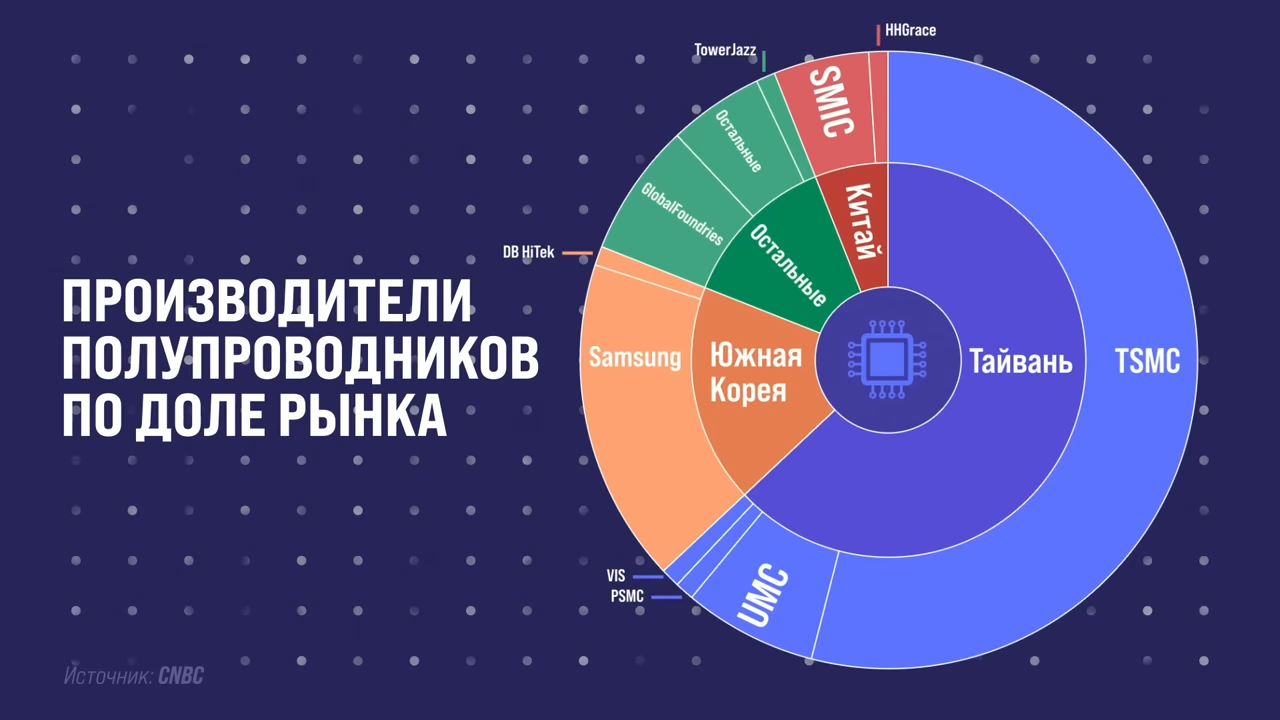 ПРОИЗВОДИТЕЛИ
ПОЛУПРОВОДНИКОВ
ПО ДОЛЕ РЫНКА
Источник: CNBC
HHGrace
TowerJazz
SMIC
Остальные
GlobalFoundries
DB HiTek
Китай
Остальные
Samsung
Южная
Корея
Тайвань
TSMC
VIS
PSMC
UMC